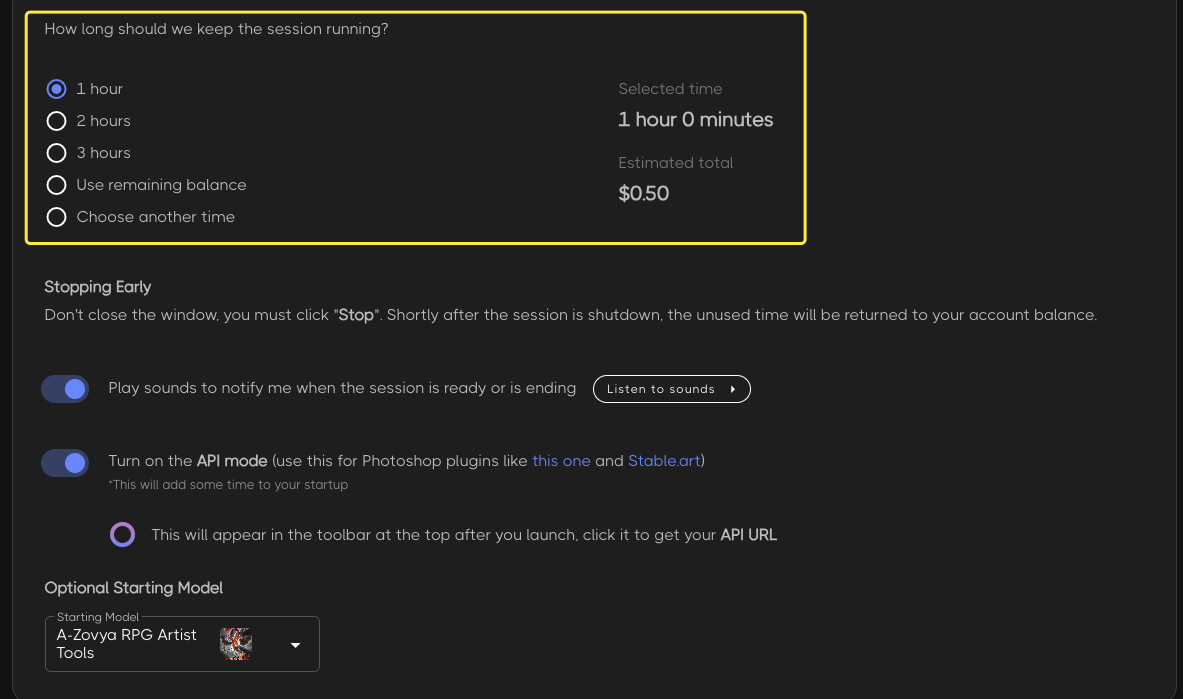 How long should we keep the session running?
1 hour
2 hours
3 hours
Use remaining balance
Choose another time
Selected time
1 hour 0 minutes
Estimated total
$0.50
Stopping Early
Don't close the window, you must click "Stop". Shortly after the session is shutdown, the unused time will be returned to your account balance.
Play sounds to notify me when the session is ready or is ending
Listen to sounds
Turn on the API mode (use this for Photoshop plugins like this one and Stable.art)
*This will add some time to your startup
This will appear in the toolbar at the top after you launch, click it to get your API URL
Optional Starting Model
Starting Model
A-Zovya RPG Artist
Tools